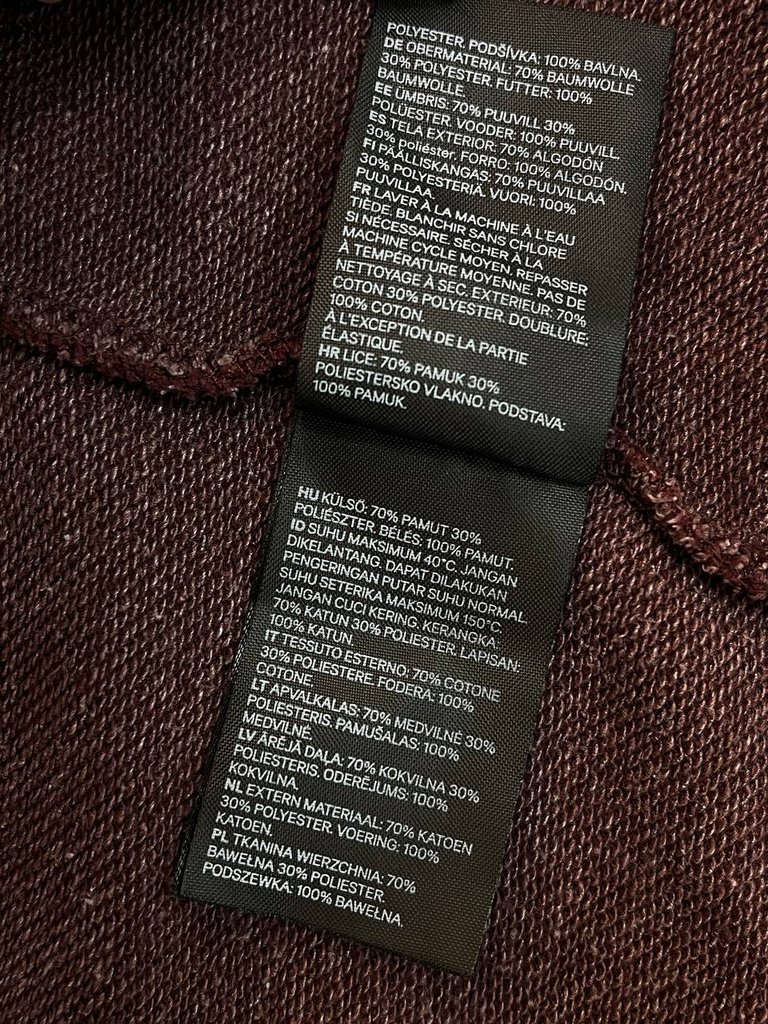 POLYESTER. PODŠÍVKA: 100% BAVLNA.
DE OBERMATERIAL: 70% BAUMWOLLE
30% POLYESTER. FUTTER: 100%
BAUMWOLLE.
EE ÜMBRIS: 70% PUUVILL 30%
POLÜESTER. VOODER: 100% PUUVILL.
ES TELA EXTERIOR: 70% ALGODÓN
30% poliéster. FORRO: 100% ALGODÓN.
FI PÄÄLLISKANGAS: 70% PUUVILLAA
30% POLYESTERIÄ. VUORI: 100%
PUUVILLAA.
FR LAVER À LA MACHINE À L'EAU
TIÈDE. BLANCHIR SANS CHLORE
SI NÉCESSAIRE. SÉCHER À LA
MACHINE CYCLE MOYEN. REPASSER
À TEMPÉRATURE MOYENNE. PAS DE
NETTOYAGE À SEC. EXTERIEUR: 70%
COTON 30% POLYESTER. DOUBLURE:
100% COTON.
À L'EXCEPTION DE LA PARTIE
ÉLASTIQUE.
HR LICE: 70% PAMUK 30%
POLIESTERSKO VLAKNO. PODSTAVA:
100% PAMUK.
HU KÜLSŐ: 70% PAMUT 30%
POLIÉSZTER. BÉLÉS: 100% PAMUT.
ID SUHU MAKSIMUM 40°C. JANGAN
DIKELANTANG. DAPAT DILAKUKAN
PENGERINGAN PUTAR SUHU NORMAL.
SUHU SETERIKA MAKSIMUM 150°C.
JANGAN CUCI KERING. KERANGKA:
70% KATUN 30% POLIESTER. LAPISAN:
100% KATUN.
IT TESSUTO ESTERNO: 70% COTONE
30% POLIESTERE. FODERA: 100%
COTONE.
LT APVALKALAS: 70% MEDVILNĖ 30%
POLIESTERIS. PAMUŠALAS: 100%
MEDVILNĖ.
LV ĀRĒJĀ DAĻA: 70% KOKVILNA 30%
POLIESTERIS. ODERĒJUMS: 100%
KOKVILNA.
NL EXTERN MATERIAAL: 70% KATOEN
30% POLYESTER. VOERING: 100%
KATOEN.
PL TKANINA WIERZCHNIA: 70%
BAWEŁNA 30% POLIESTER.
PODSZEWKA: 100% BAWEŁNA.